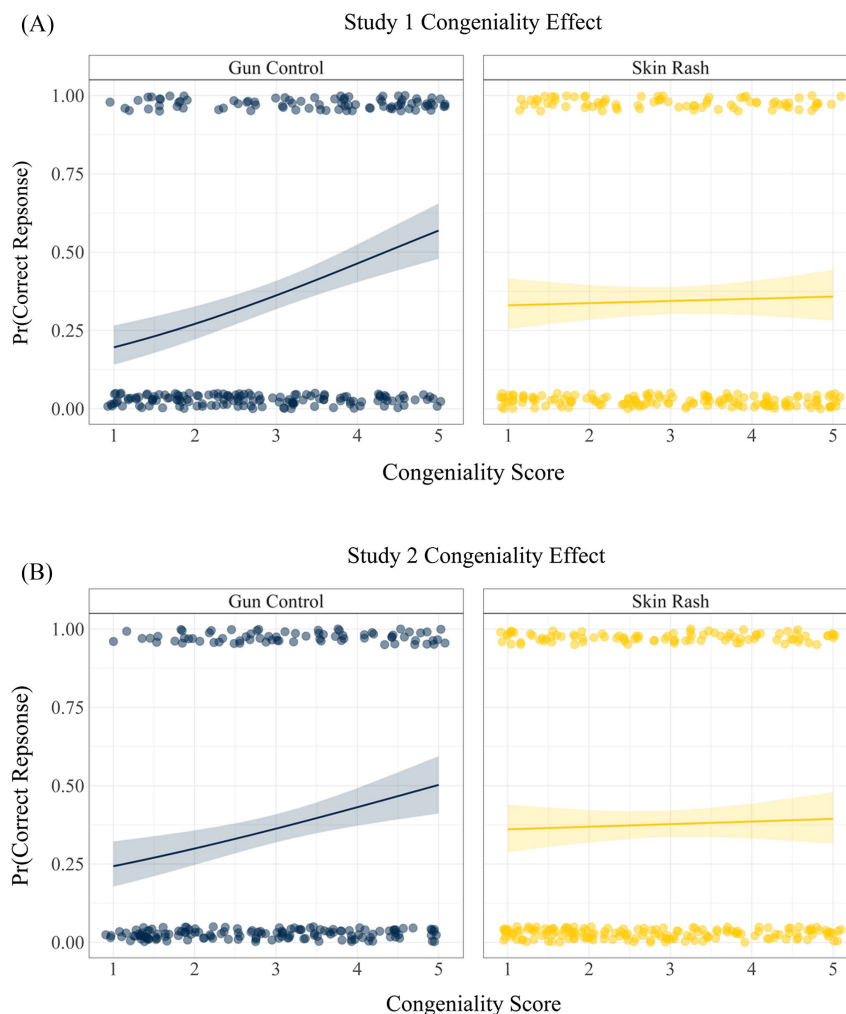 (A)
Study 1 Congeniality Effect
Gun Control
Skin Rash
Pr(Correct Repsonse)
1.00
0.75
0.50
0.25
0.00
1 2 3 4 5
1 2 3 4 5
Congeniality Score
(B)
Study 2 Congeniality Effect
Gun Control
Skin Rash
Pr(Correct Repsonse)
1.00
0.75
0.50
0.25
0.00
1 2 3 4 5
1 2 3 4 5
Congeniality Score